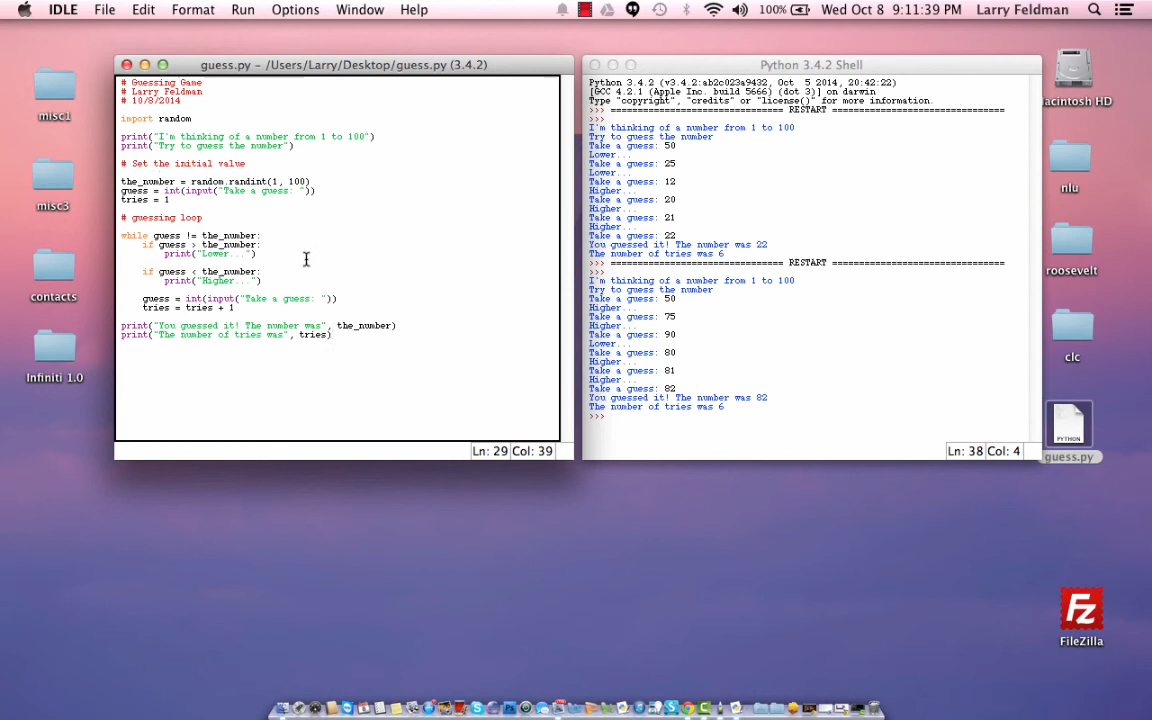 IDLE File Edit Format Run Options Window Help 100% Wed Oct 8 9:11:39 PM Larry Feldman
guess.py - /Users/Larry/Desktop/guess.py (3.4.2)
# Guessing Game
# Larry Feldman
# 10/8/2014
import random
print("I'm thinking of a number from 1 to 100")
print("Try to guess the number")
# Set the initial value
the_number = random.randint(1, 100)
guess = int(input("Take a guess: "))
tries = 1
# guessing loop
while guess != the_number:
if guess > the_number:
print("Lower...")
if guess < the_number:
print("Higher...")
guess = int(input("Take a guess: "))
tries = tries + 1
print("You guessed it! The number was", the_number)
print("The number of tries was", tries)
Ln: 29 Col: 39
Python 3.4.2 Shell
Python 3.4.2 (v3.4.2:ab2c023a9432, Oct 5 2014, 20:42:22)
[GCC 4.2.1 (Apple Inc. build 5666) (dot 3)] on darwin
Type "copyright", "credits" or "license()" for more information.
>>> ================================ RESTART ================================
>>>
I'm thinking of a number from 1 to 100
Try to guess the number
Take a guess: 50
Lower...
Take a guess: 25
Lower...
Take a guess: 12
Higher...
Take a guess: 20
Higher...
Take a guess: 21
Higher...
Take a guess: 22
You guessed it! The number was 22
The number of tries was 6
>>> ================================ RESTART ================================
>>>
I'm thinking of a number from 1 to 100
Try to guess the number
Take a guess: 50
Higher...
Take a guess: 75
Higher...
Take a guess: 90
Lower...
Take a guess: 80
Higher...
Take a guess: 81
Higher...
Take a guess: 82
You guessed it! The number was 82
The number of tries was 6
>>>
Ln: 38 Col: 4
misc1
misc3
contacts
Infiniti 1.0
acintosh HD
nlu
roosevelt
clc
PYTHON
guess.py
Fz
FileZilla